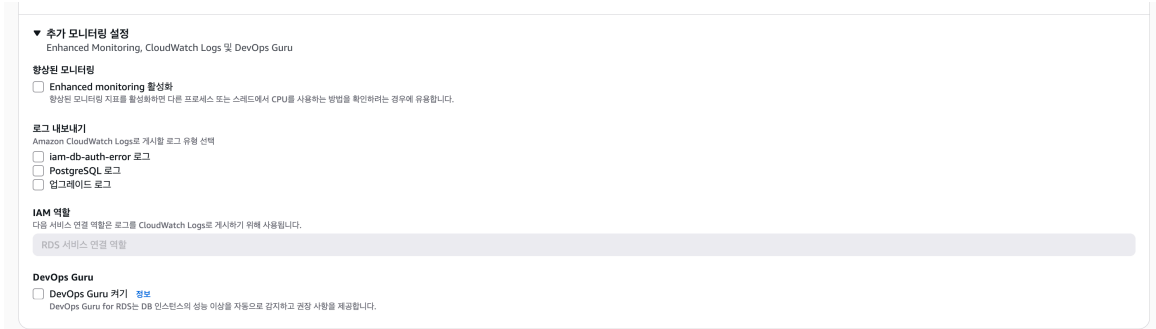 추가 모니터링 설정
Enhanced Monitoring, CloudWatch Logs 및 DevOps Guru
향상된 모니터링
Enhanced monitoring 활성화
향상된 모니터링 지표를 활성화하면 다른 프로세스 또는 스레드에서 CPU를 사용하는 방법을 확인하려는 경우에 유용합니다.
로그 내보내기
Amazon CloudWatch Logs로 게시할 로그 유형 선택
iam-db-auth-error 로그
PostgreSQL 로그
업그레이드 로그
IAM 역할
다음 서비스 연결 역할은 로그를 CloudWatch Logs로 게시하기 위해 사용됩니다.
RDS 서비스 연결 역할
DevOps Guru
DevOps Guru 켜기 정보
DevOps Guru for RDS는 DB 인스턴스의 성능 이상을 자동으로 감지하고 권장 사항을 제공합니다.